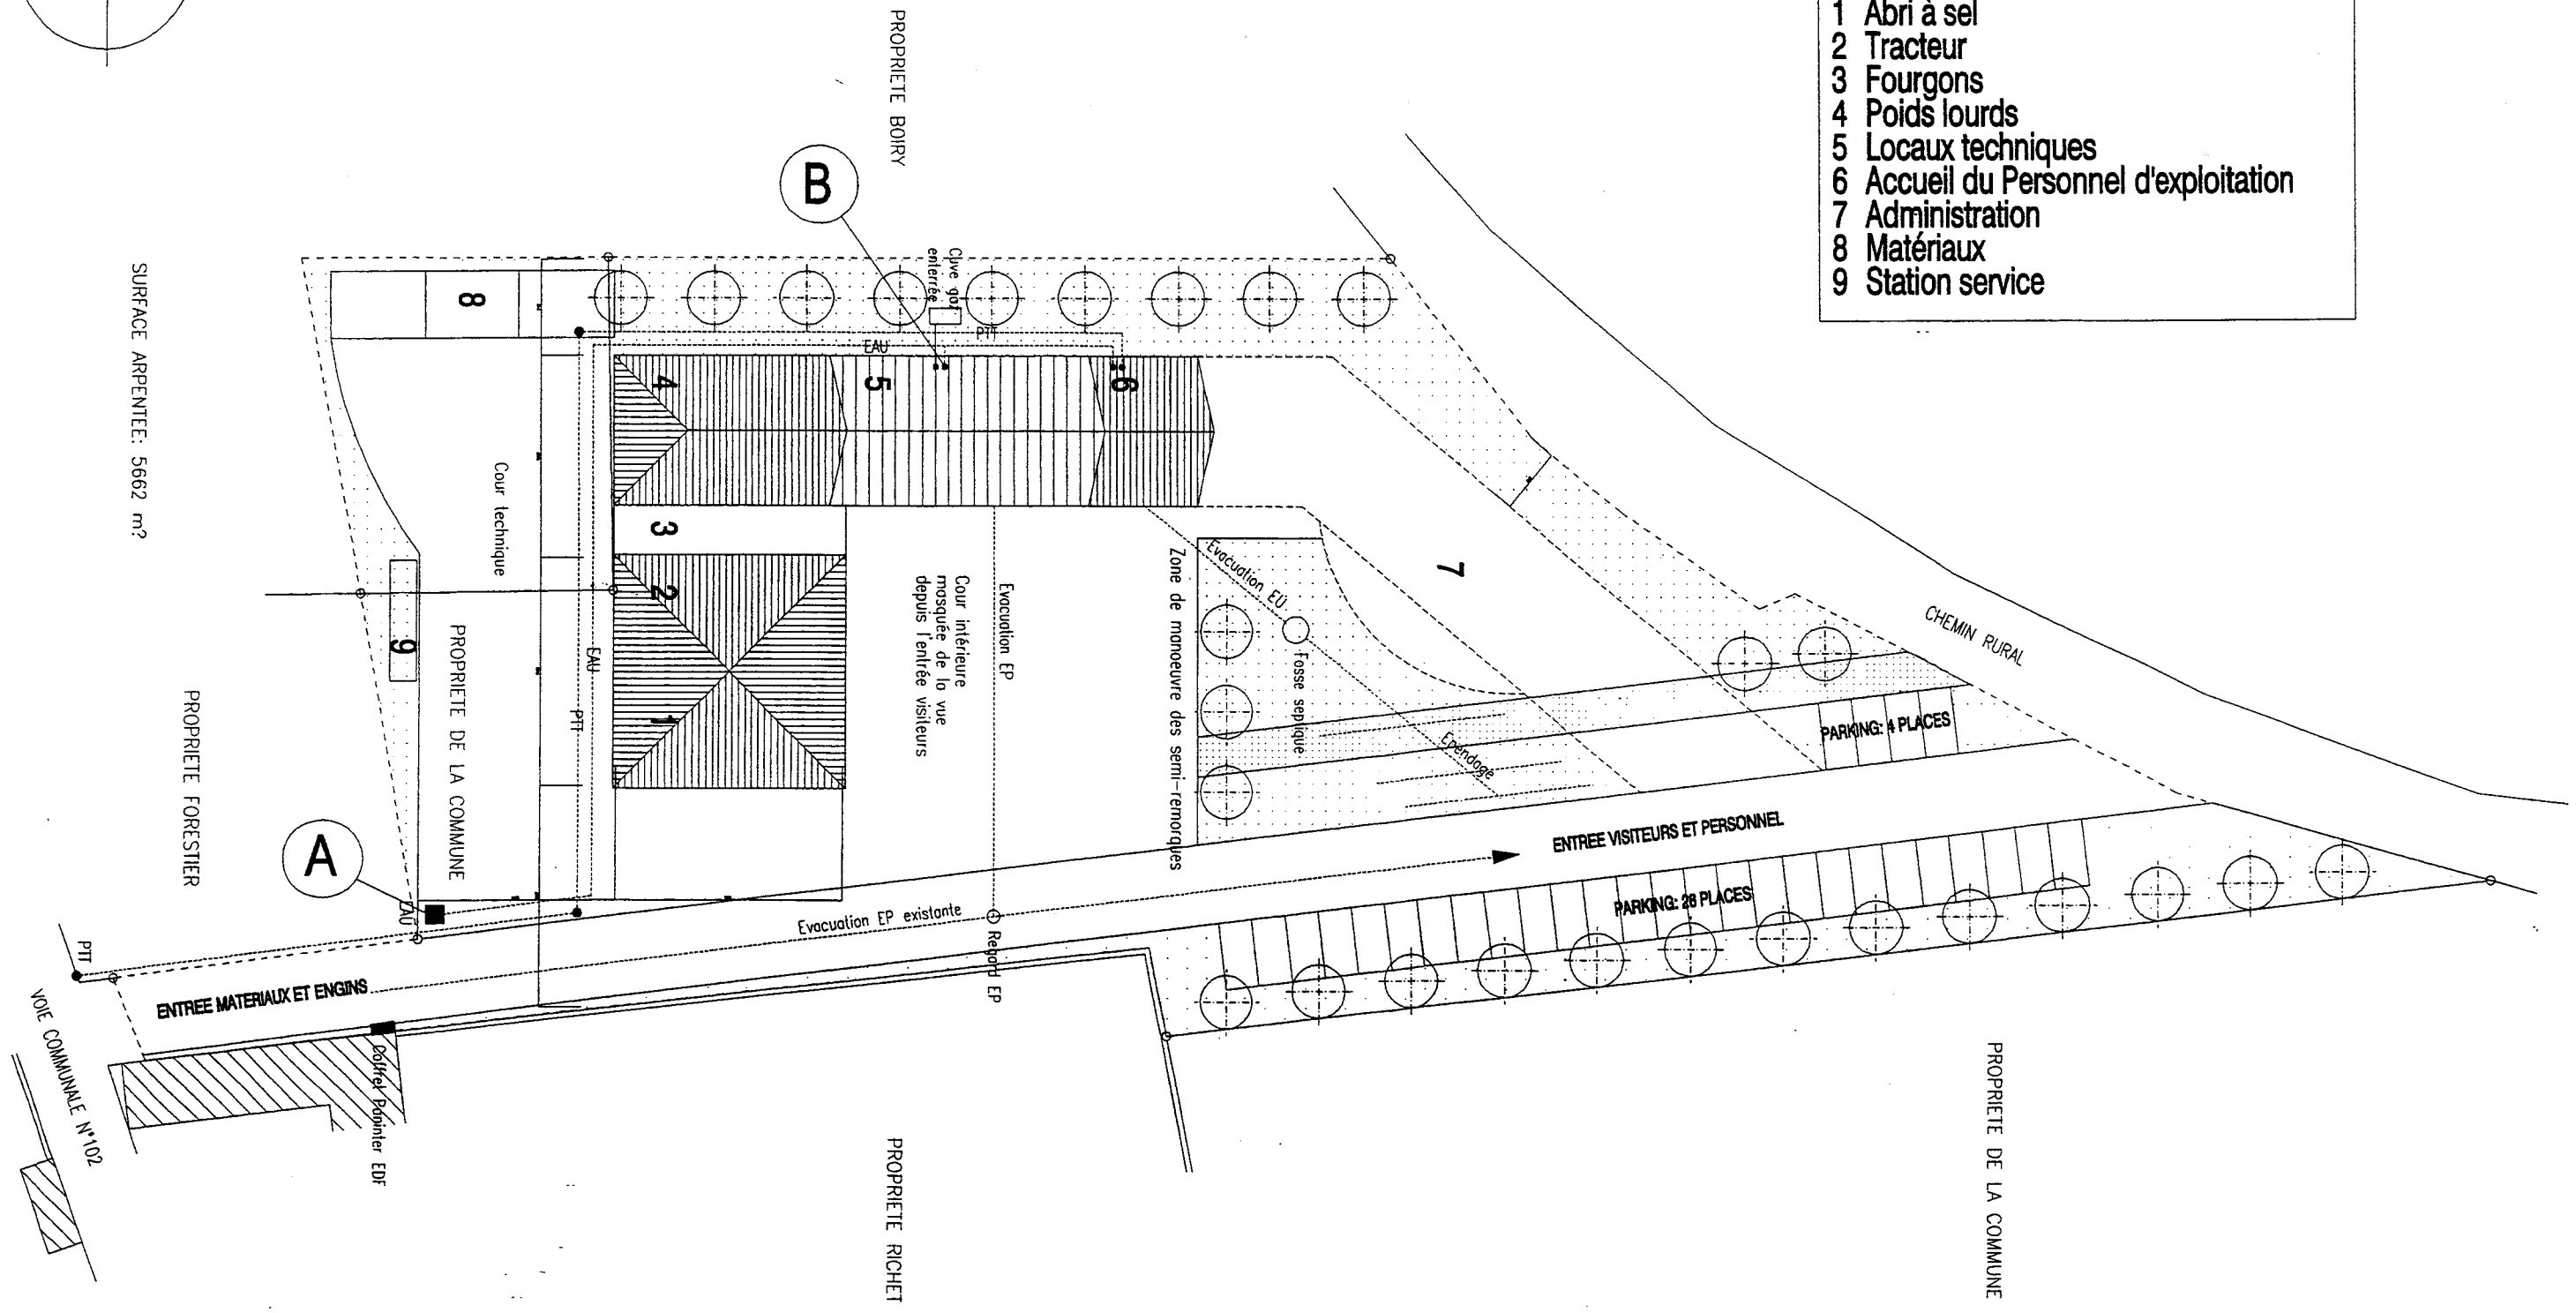 1 Abri à sel
2 Tracteur
3 Fourgons
4 Poids lourds
5 Locaux techniques
6 Accueil du Personnel d'exploitation
7 Administration
8 Matériaux
9 Station service
PROPRIETE BOIRY
B
Cuve gaz
enterrée
SURFACE ARPENTEE: 5662 m?
8
PTT
EAU
4
5
6
Cour technique
3
2
1
7
9
EAU
PTT
PROPRIETE DE LA COMMUNE
PROPRIETE FORESTIER
Cour intérieure
masquée de la vue
depuis l'entrée visiteurs
Evacuation EP
Zone de manoeuvre des semi-remorques
Evacuation EU
Fosse septique
Epandage
CHEMIN RURAL
PARKING: 4 PLACES
ENTREE VISITEURS ET PERSONNEL
PARKING: 28 PLACES
A
EAU
PTT
Evacuation EP existante
Regard EP
ENTREE MATERIAUX ET ENGINS
VOIE COMMUNALE N°102
Coffret Parinter EDF
PROPRIETE RICHET
PROPRIETE DE LA COMMUNE